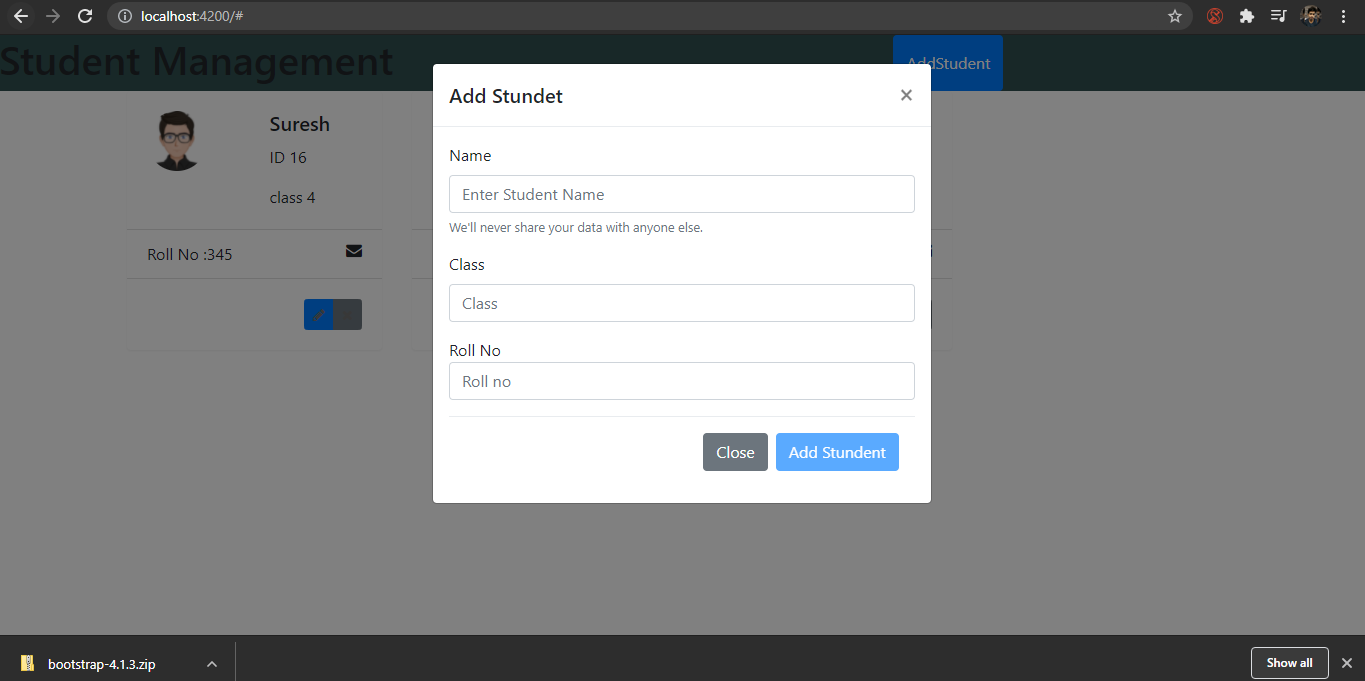 localhost:4200/#
Student Management
AddStudent
Add Stundet
×
Suresh
ID 16
class 4
Roll No :345
Name
Enter Student Name
We'll never share your data with anyone else.
Class
Class
Roll No
Roll no
Close
Add Stundent
bootstrap-4.1.3.zip
Show all